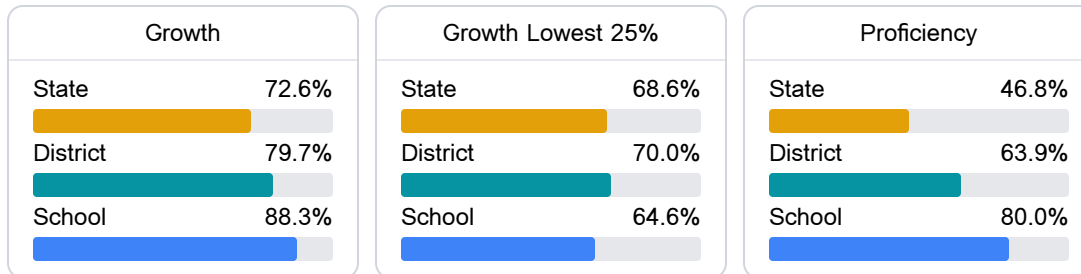 Growth
State 72.6%
District 79.7%
School 88.3%
Growth Lowest 25%
State 68.6%
District 70.0%
School 64.6%
Proficiency
State 46.8%
District 63.9%
School 80.0%